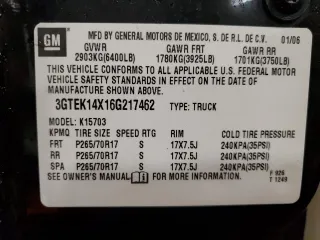 GM
MFD BY GENERAL MOTORS DE MEXICO, S. DE R.L. DE C.V. 01/06
GVWR GAWR FRT GAWR RR
2903KG(6400LB) 1780KG(3925LB) 1701KG(3750LB)
THIS VEHICLE CONFORMS TO ALL APPLICABLE U.S. FEDERAL MOTOR
VEHICLE SAFETY STANDARDS IN EFFECT ON THE DATE OF
MANUFACTURE SHOWN ABOVE.
3GTEK14X16G217462 TYPE: TRUCK
MODEL: K15703
KPMQ TIRE SIZE SPEED RTG RIM COLD TIRE PRESSURE
FRT P265/70R17 S 17X7.5J 240KPA(35PSI)
RR P265/70R17 S 17X7.5J 240KPA(35PSI)
SP P265/70R17 S 17X7.5J 240KPA(35PSI)
SEE OWNER'S MANUAL FOR MORE INFORMATION.
F 926
T 1249